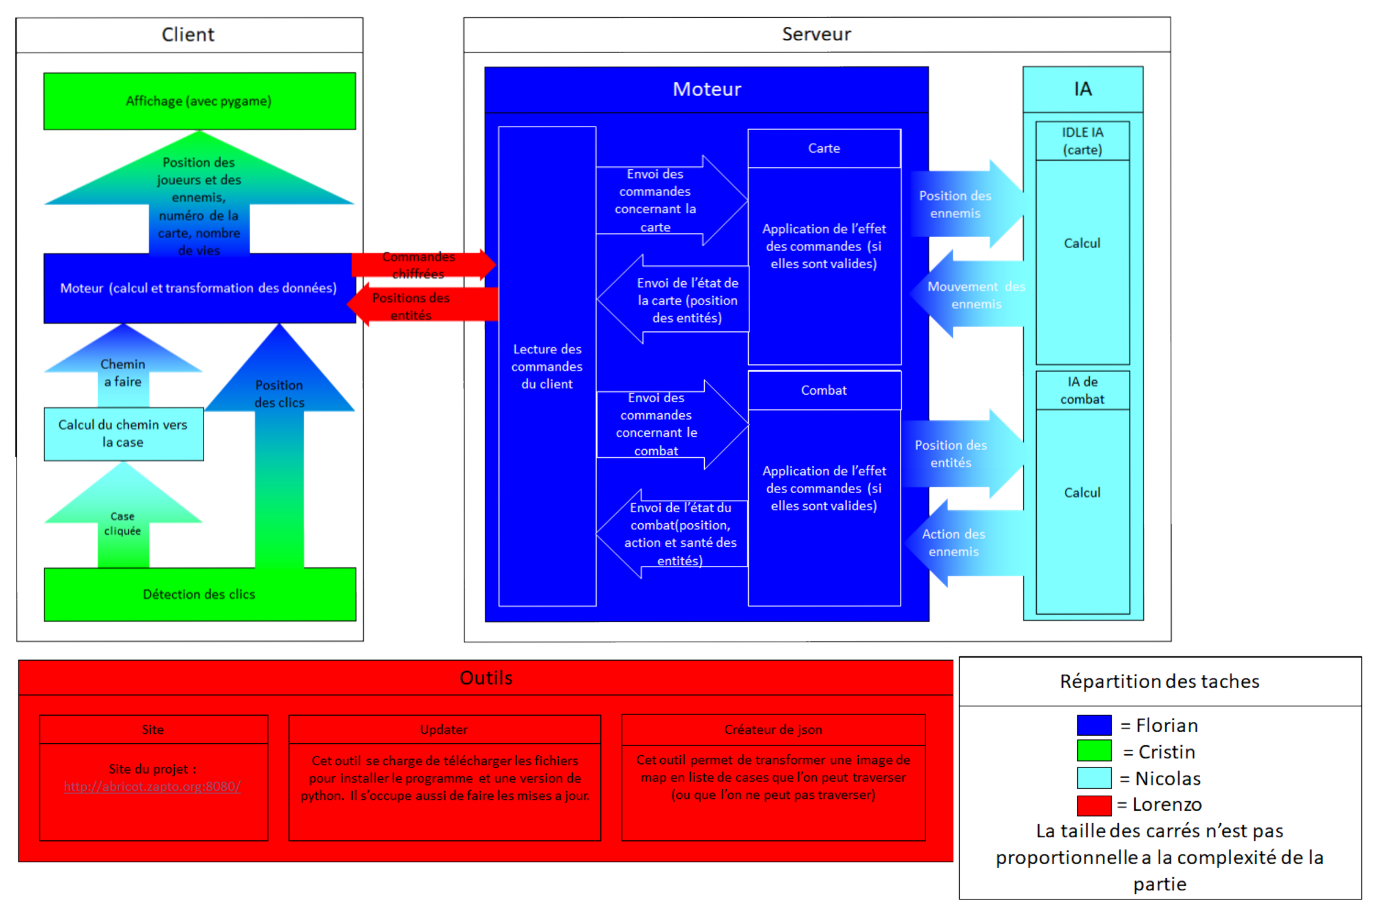 Client
Affichage (avec pygame)
Position des
joueurs et des
ennemis,
numéro de la
carte, nombre
de vies
Moteur (calcul et transformation des données)
Chemin
a faire
Position
des clics
Calcul du chemin vers
la case
Case
cliquée
Détection des clics
Commandes
chiffrées
Positions des
entités
Serveur
Moteur
Lecture des
commandes
du client
Envoi des
commandes
concernant la
carte
Envoi de l'état de
la carte (position
des entités)
Envoi des
commandes
concernant le
combat
Envoi de l'état du
combat(position,
action et santé des
entités)
Carte
Application de l'effet
des commandes (si
elles sont valides)
Combat
Application de l'effet
des commandes (si
elles sont valides)
Position des
ennemis
Mouvement des
ennemis
Position des
entités
Action des
ennemis
IA
IDLE IA
(carte)
Calcul
IA de
combat
Calcul
Outils
Site
Site du projet :
http://abricot.zapto.org:8080/
Updater
Cet outil se charge de télécharger les fichiers
pour installer le programme et une version de
python. Il s'occupe aussi de faire les mises a jour.
Créateur de json
Cet outil permet de transformer une image de
map en liste de cases que l'on peut traverser
(ou que l'on ne peut pas traverser)
Répartition des taches
= Florian
= Cristin
= Nicolas
= Lorenzo
La taille des carrés n'est pas
proportionnelle a la complexité de la
partie